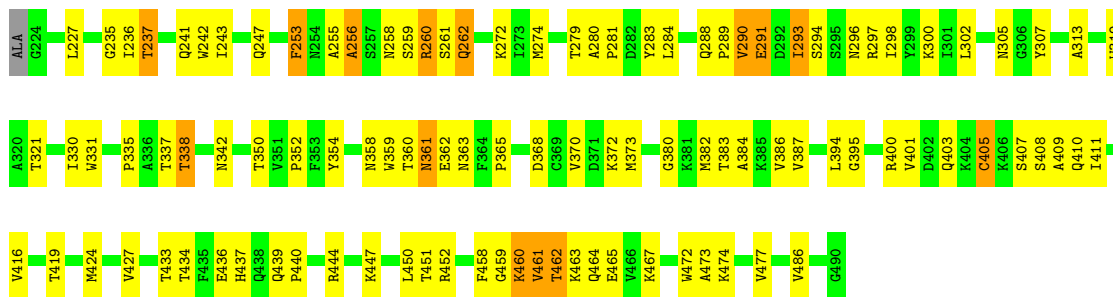 ALA G224 L227 G235 I236 T237 Q241 W242 I243 Q247 F253 N254 A255 A256 S257 N258 S259 R260 S261 Q262 K272 I273 M274 T279 A280 P281 D282 Y283 L284 Q288 P289 V290 E291 D292 I293 S294 S295 N296 R297 I298 Y299 K300 I301 L302 N305 G306 Y307 A313
A320 T321 I330 W331 P335 A336 T337 T338 N342 T350 V351 P352 F353 Y354 N358 W359 T360 N361 E362 N363 F364 P365 D368 C369 V370 D371 K372 M373 G380 K381 M382 T383 A384 K385 V386 V387 L394 G395 R400 V401 D402 Q403 K404 C405 K406 S407 S408 A409 Q410 I411
V416 T419 M424 V427 T433 T434 F435 E436 H437 Q438 Q439 P440 R444 K447 L450 T451 R452 F458 G459 K460 V461 T462 K463 Q464 E465 V466 K467 W472 A473 K474 V477 V486 G490